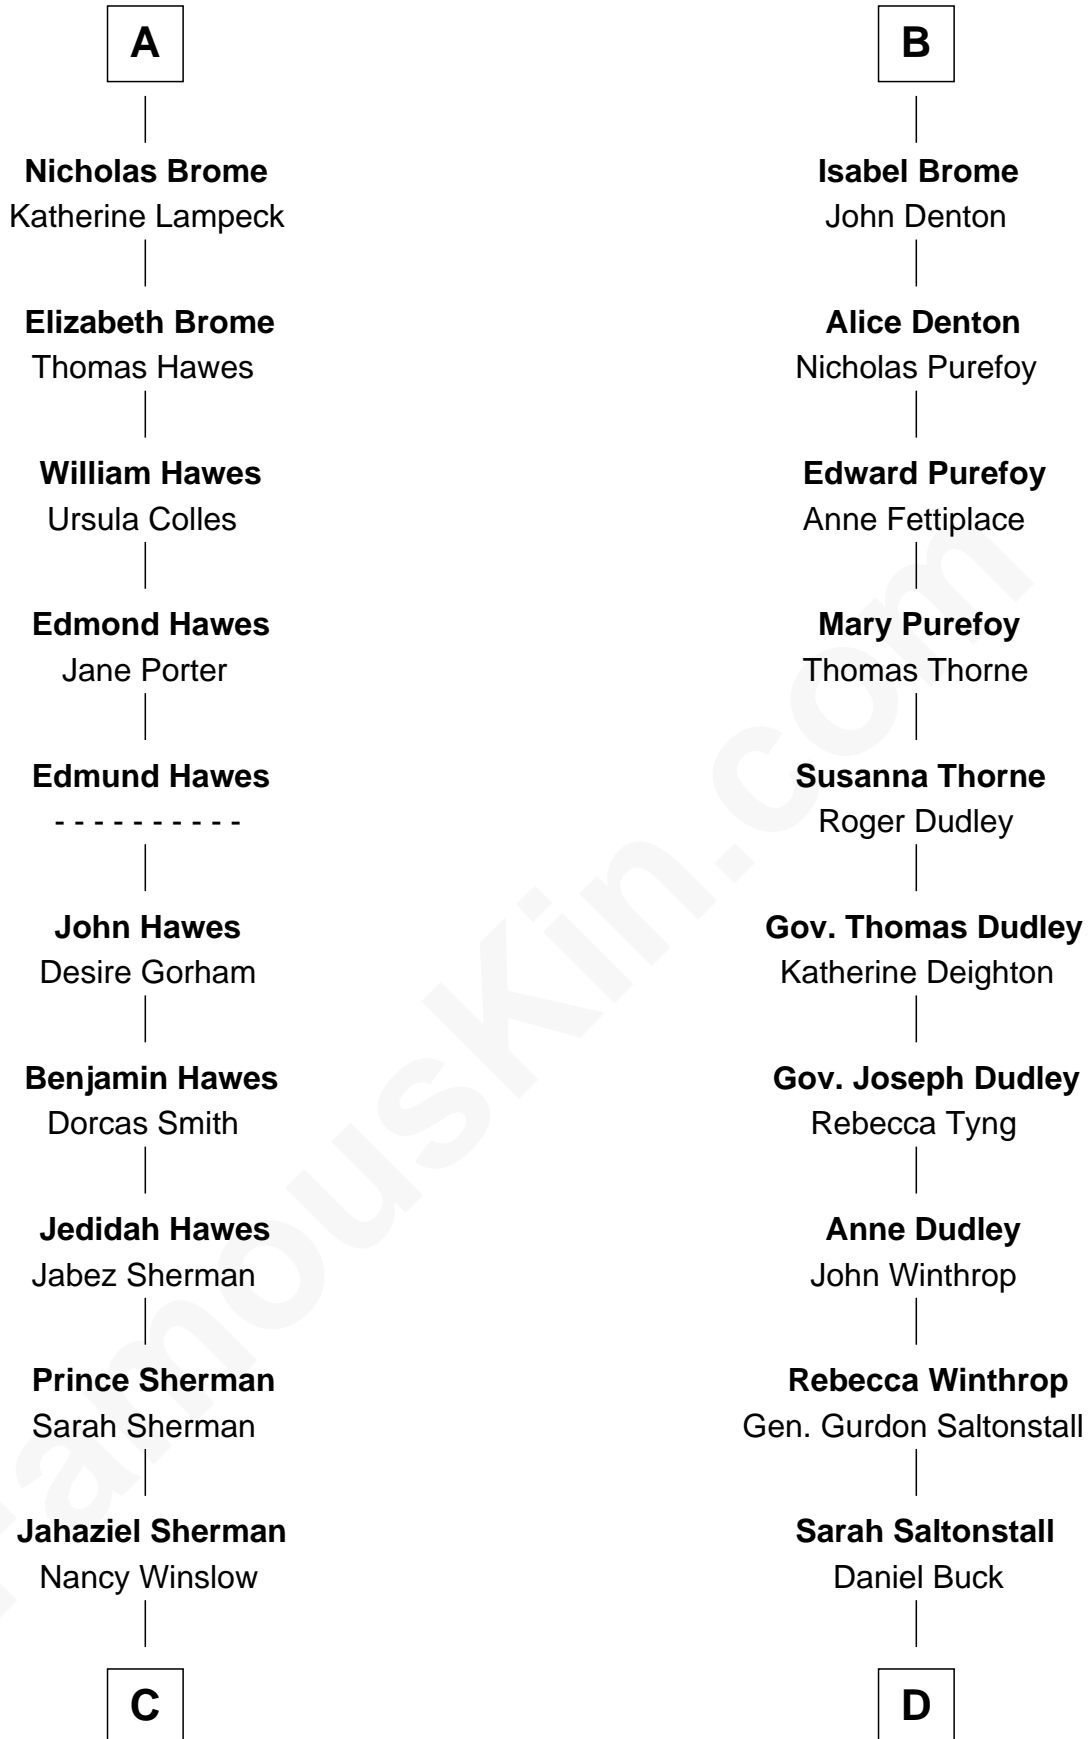 A
Nicholas Brome
Katherine Lampeck
Elizabeth Brome
Thomas Hawes
William Hawes
Ursula Colles
Edmond Hawes
Jane Porter
Edmund Hawes
- - - - - - - - - -
John Hawes
Desire Gorham
Benjamin Hawes
Dorcas Smith
Jedidah Hawes
Jabez Sherman
Prince Sherman
Sarah Sherman
Jahaziel Sherman
Nancy Winslow
C
B
Isabel Brome
John Denton
Alice Denton
Nicholas Purefoy
Edward Purefoy
Anne Fettiplace
Mary Purefoy
Thomas Thorne
Susanna Thorne
Roger Dudley
Gov. Thomas Dudley
Katherine Deighton
Gov. Joseph Dudley
Rebecca Tyng
Anne Dudley
John Winthrop
Rebecca Winthrop
Gen. Gurdon Saltonstall
Sarah Saltonstall
Daniel Buck
D
FamousKin.com